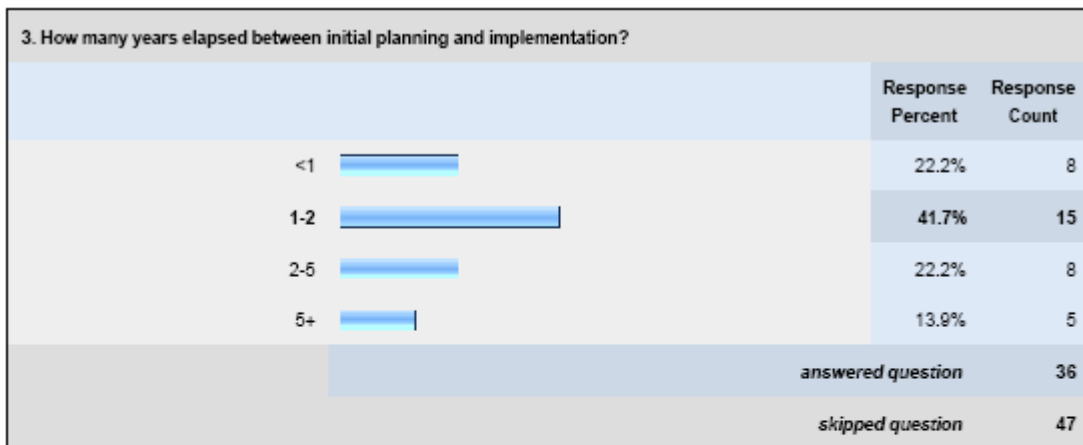 3. How many years elapsed between initial planning and implementation?
Response Percent Response Count
<1 22.2% 8
1-2 41.7% 15
2-5 22.2% 8
5+ 13.9% 5
answered question 36
skipped question 47